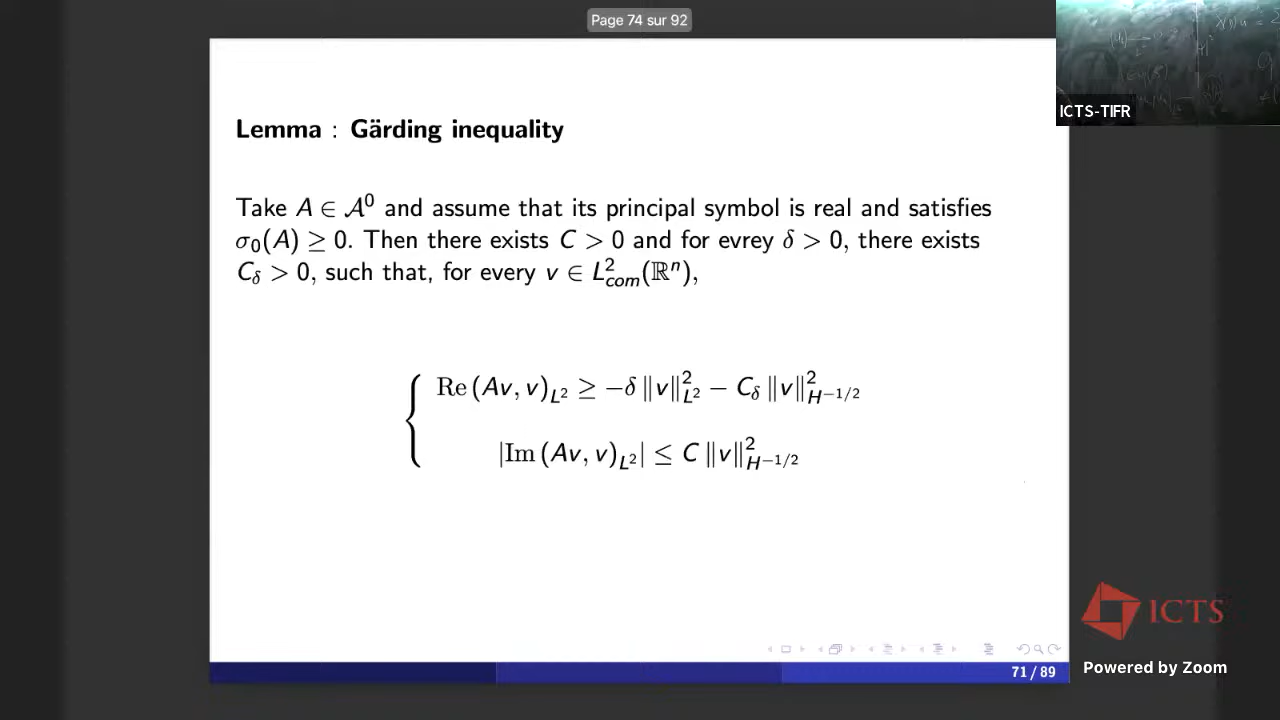 Page 74 sur 92
ICTS-TIFR
Lemma : Gärding inequality
Take A ∈ 𝒜⁰ and assume that its principal symbol is real and satisfies
σ₀(A) ≥ 0. Then there exists C > 0 and for evrey δ > 0, there exists
C_δ > 0, such that, for every v ∈ L²_com(ℝⁿ),
Re (Av, v)_{L²} ≥ −δ ‖v‖²_{L²} − C_δ ‖v‖²_{H^{−1/2}}
|Im (Av, v)_{L²}| ≤ C ‖v‖²_{H^{−1/2}}
ICTS
Powered by Zoom
71 / 89